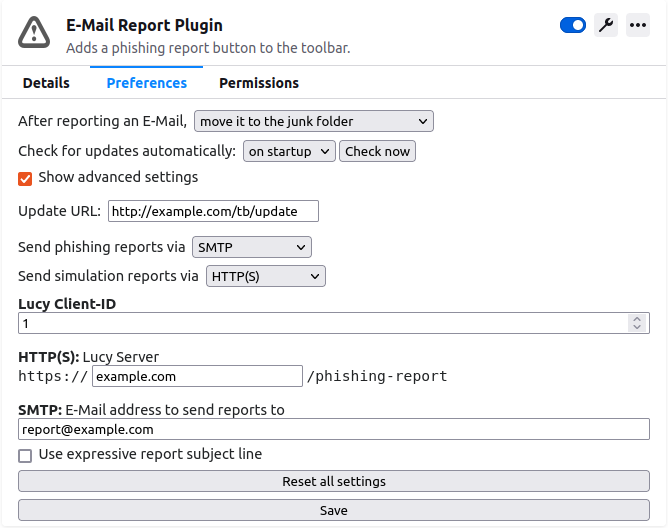 E-Mail Report Plugin
Adds a phishing report button to the toolbar.
Details Preferences Permissions
After reporting an E-Mail, move it to the junk folder
Check for updates automatically: on startup Check now
Show advanced settings
Update URL: http://example.com/tb/update
Send phishing reports via SMTP
Send simulation reports via HTTP(S)
Lucy Client-ID
1
HTTP(S): Lucy Server
https:// example.com /phishing-report
SMTP: E-Mail address to send reports to
report@example.com
Use expressive report subject line
Reset all settings
Save